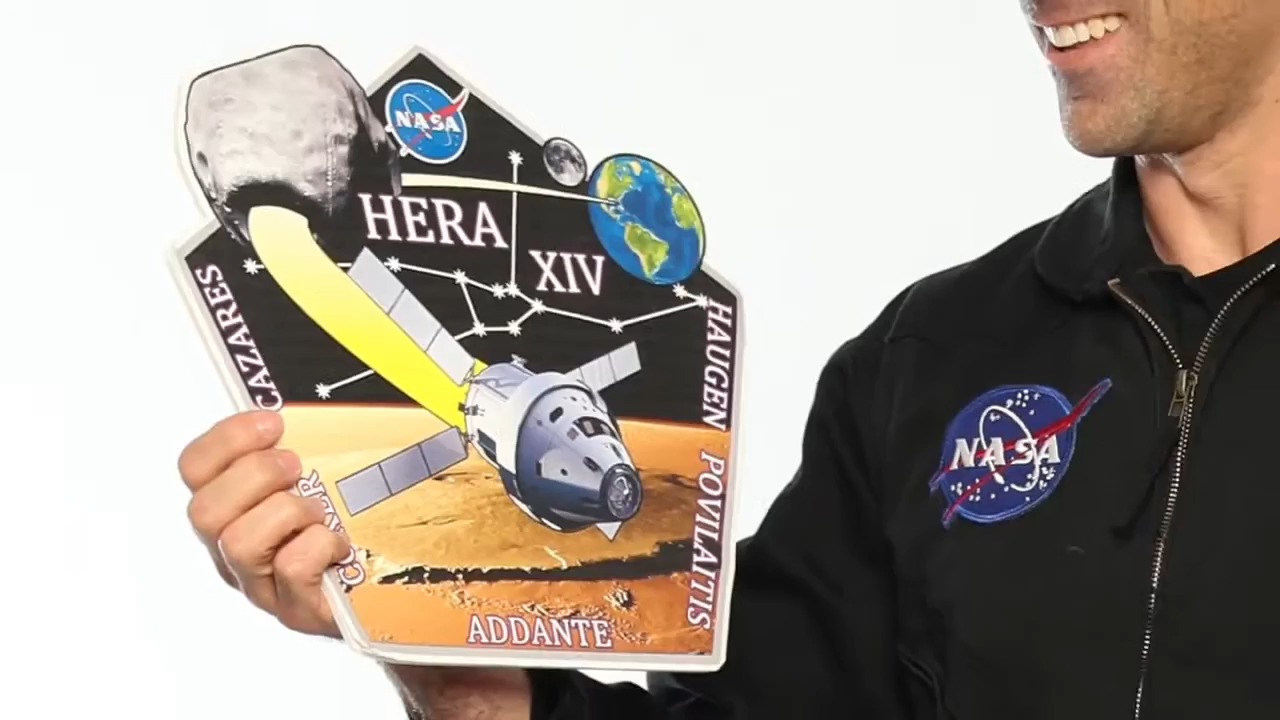 NASA
HERA
XIV
CAZARES
HAUGEN
POVILAITIS
ADDANTE
NASA